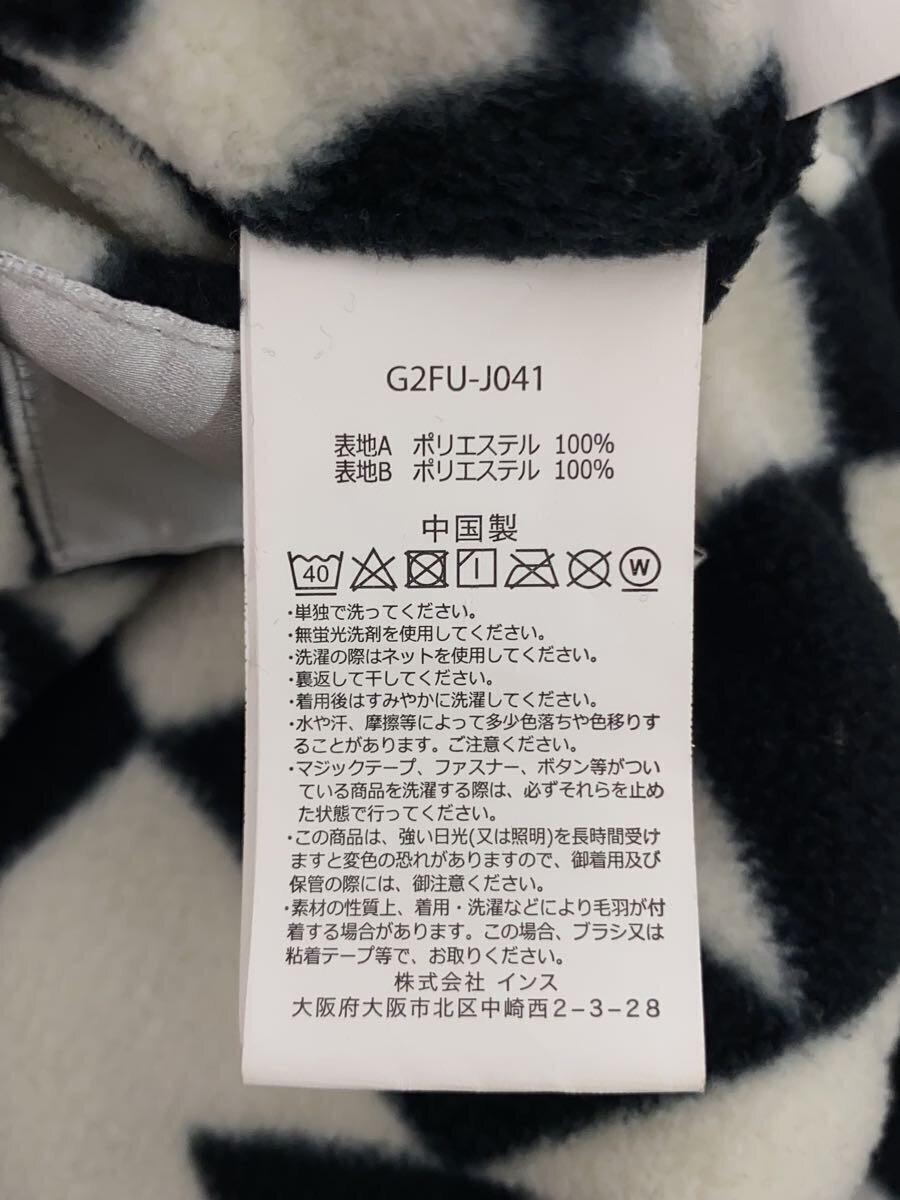 G2FU-J041
表地A ポリエステル 100%
表地B ポリエステル 100%
中国製
40 W
・単独で洗ってください。
・無蛍光洗剤を使用してください。
・洗濯の際はネットを使用してください。
・裏返して干してください。
・着用後はすみやかに洗濯してください。
・水や汗、摩擦等によって多少色落ちや色移りす
ることがあります。ご注意ください。
・マジックテープ、ファスナー、ボタン等がつい
ている商品を洗濯する際は、必ずそれらを止め
た状態で行ってください。
・この商品は、強い日光(又は照明)を長時間受け
ますと変色の恐れがありますので、御着用及び
保管の際には、御注意ください。
・素材の性質上、着用・洗濯などにより毛羽が付
着する場合があります。この場合、ブラシ又は
粘着テープ等で、お取りください。
株式会社 インス
大阪府大阪市北区中崎西2-3-28